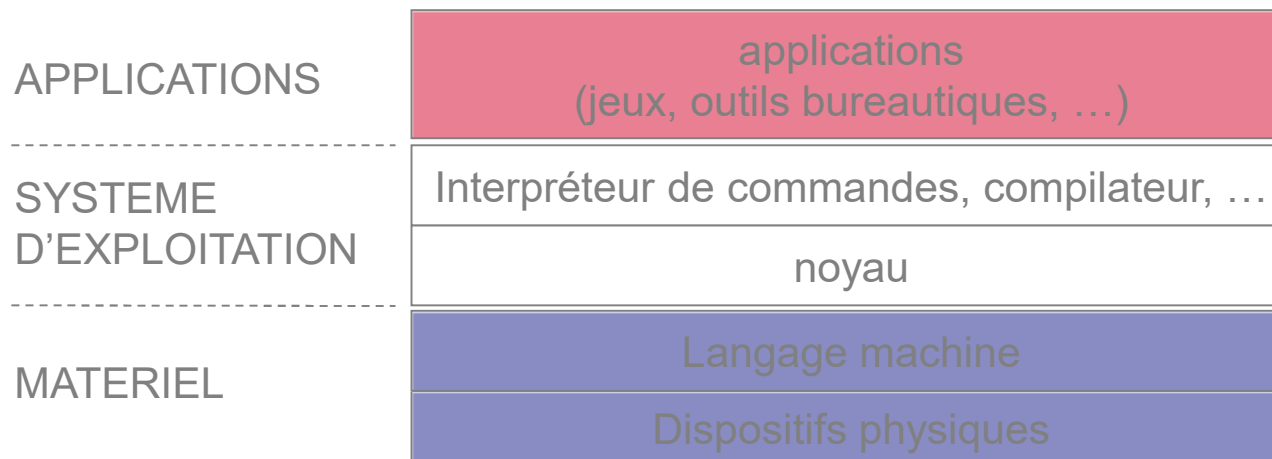 APPLICATIONS
applications
(jeux, outils bureautiques, …)
SYSTEME
D’EXPLOITATION
Interpréteur de commandes, compilateur, …
noyau
MATERIEL
Langage machine
Dispositifs physiques